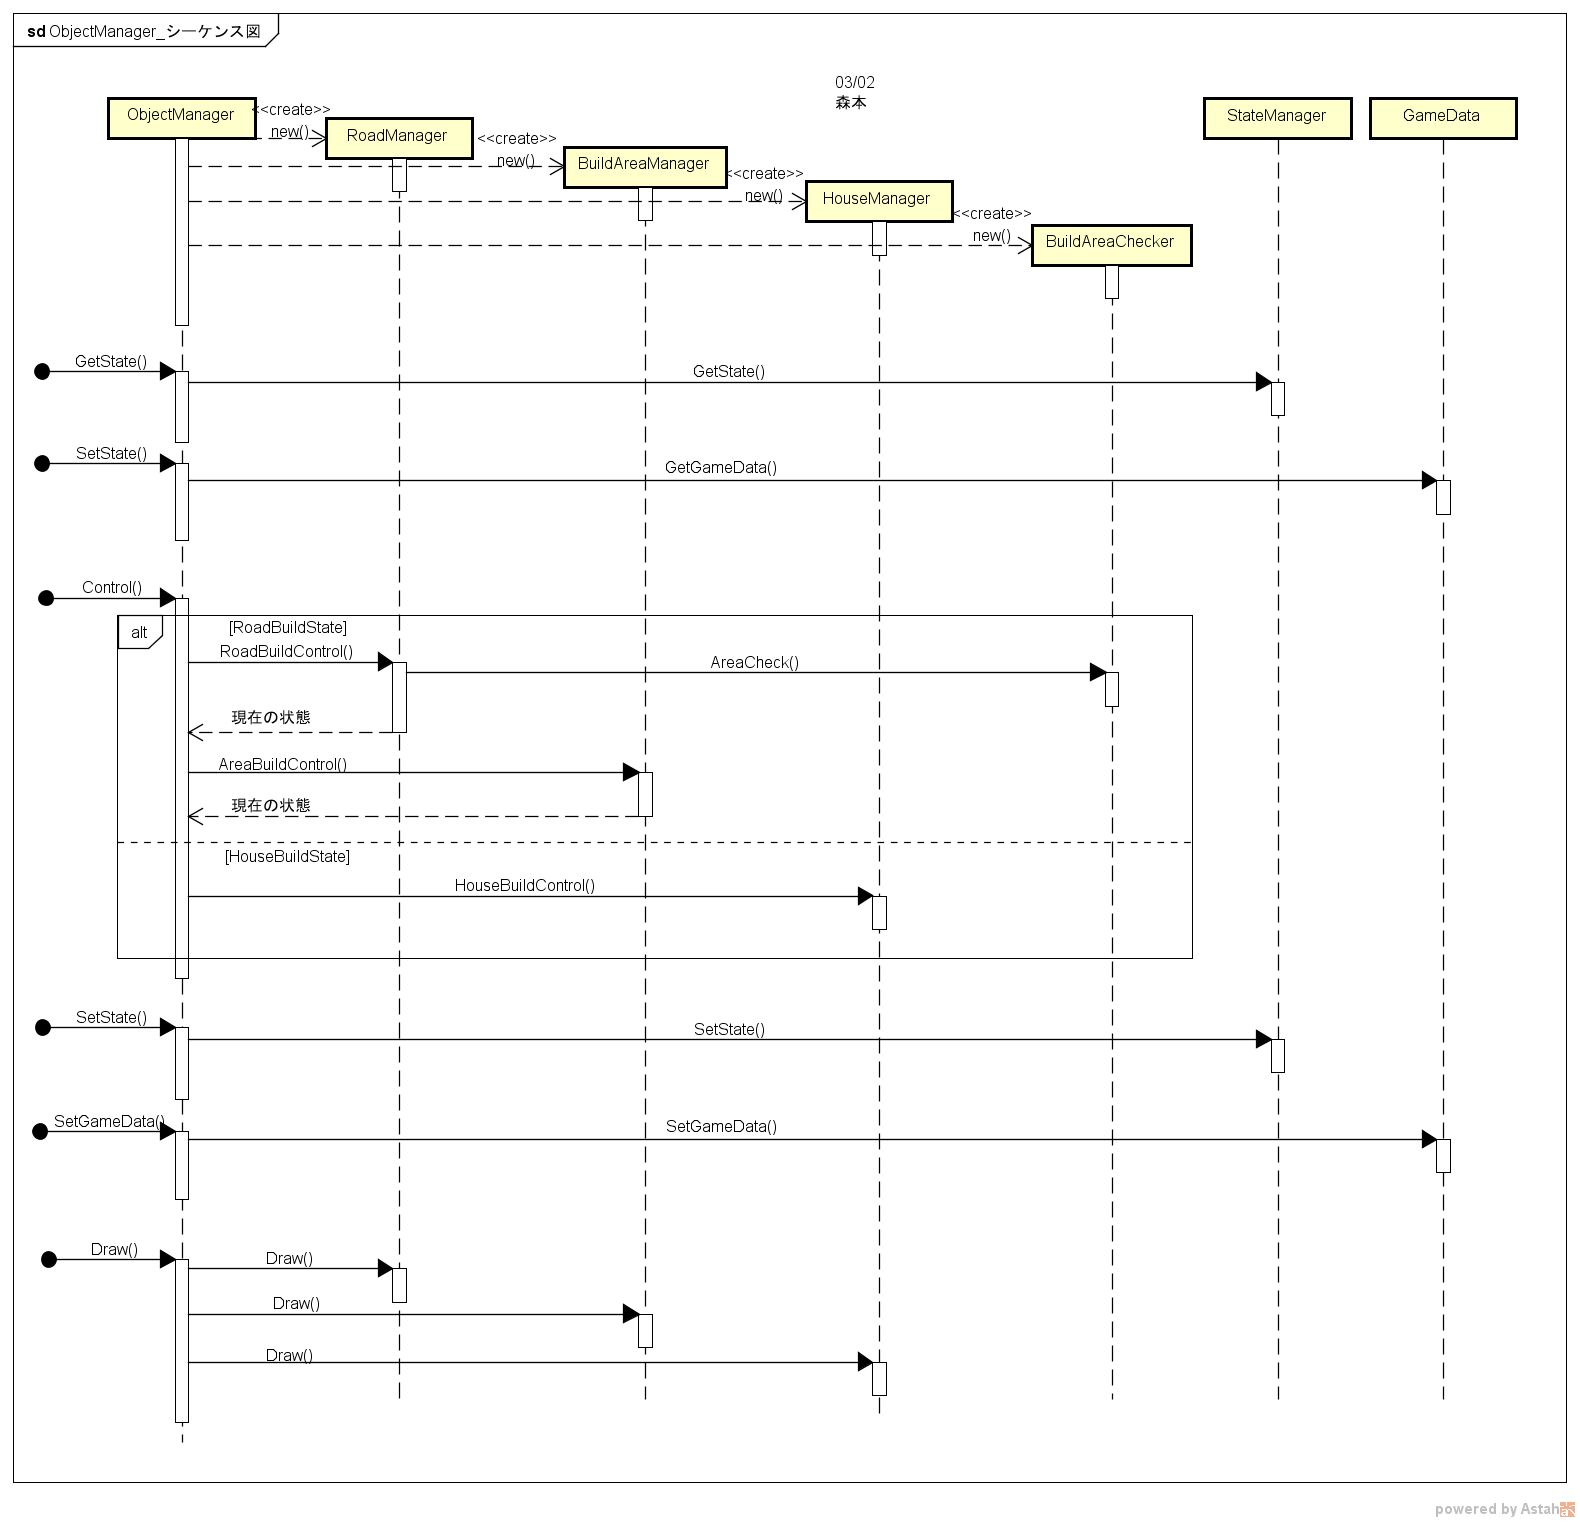 sd ObjectManager_シーケンス図
03/02
森本
ObjectManager
<<create>>
new()
RoadManager
<<create>>
new()
BuildAreaManager
<<create>>
new()
HouseManager
<<create>>
new()
BuildAreaChecker
StateManager
GameData
GetState()
GetState()
SetState()
GetGameData()
Control()
alt
[RoadBuildState]
RoadBuildControl()
AreaCheck()
現在の状態
AreaBuildControl()
現在の状態
[HouseBuildState]
HouseBuildControl()
SetState()
SetState()
SetGameData()
SetGameData()
Draw()
Draw()
Draw()
Draw()
powered by Astah